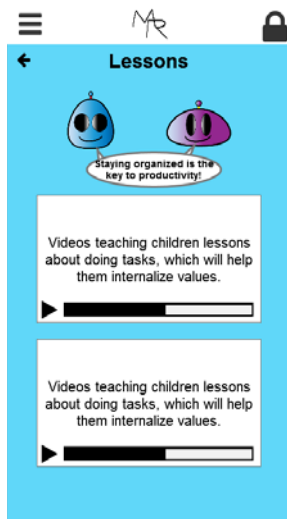 MAR
Lessons
Staying organized is the
key to productivity!
Videos teaching children lessons
about doing tasks, which will help
them internalize values.
Videos teaching children lessons
about doing tasks, which will help
them internalize values.